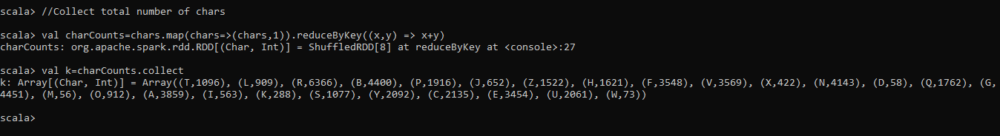 scala> //Collect total number of chars
scala> val charCounts=chars.map(chars=>(chars,1)).reduceByKey((x,y) => x+y)
charCounts: org.apache.spark.rdd.RDD[(Char, Int)] = ShuffledRDD[8] at reduceByKey at <console>:27
scala> val k=charCounts.collect
k: Array[(Char, Int)] = Array((T,1096), (L,909), (R,6366), (B,4400), (P,1916), (J,652), (Z,1522), (H,1621), (F,3548), (V,3569), (X,422), (N,4143), (D,58), (Q,1762), (G,
4451), (M,56), (O,912), (A,3859), (I,563), (K,288), (S,1077), (Y,2092), (C,2135), (E,3454), (U,2061), (W,73))
scala>